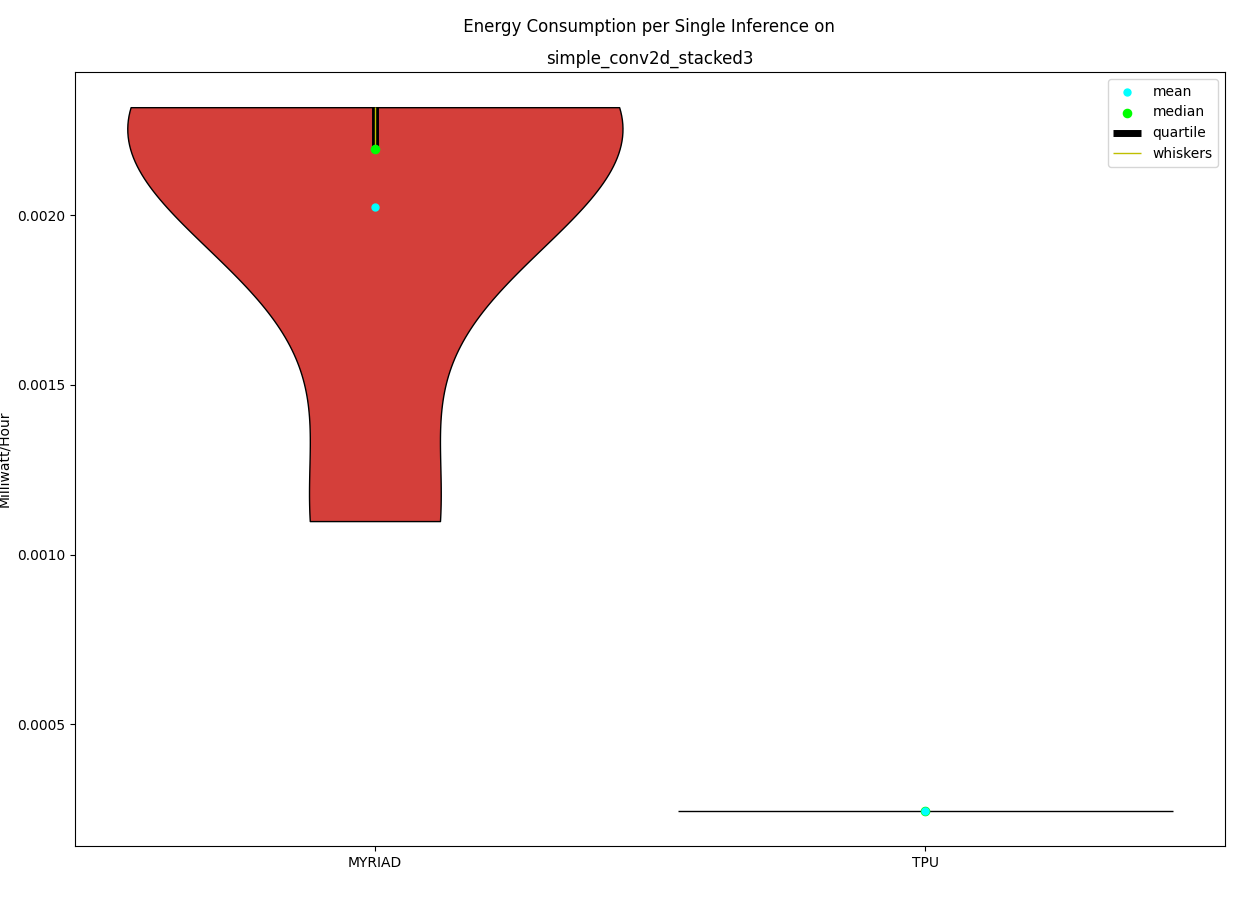 Energy Consumption per Single Inference on
simple_conv2d_stacked3
mean
median
quartile
whiskers
0.0020
0.0015
0.0010
0.0005
Milliwatt/Hour
MYRIAD
TPU